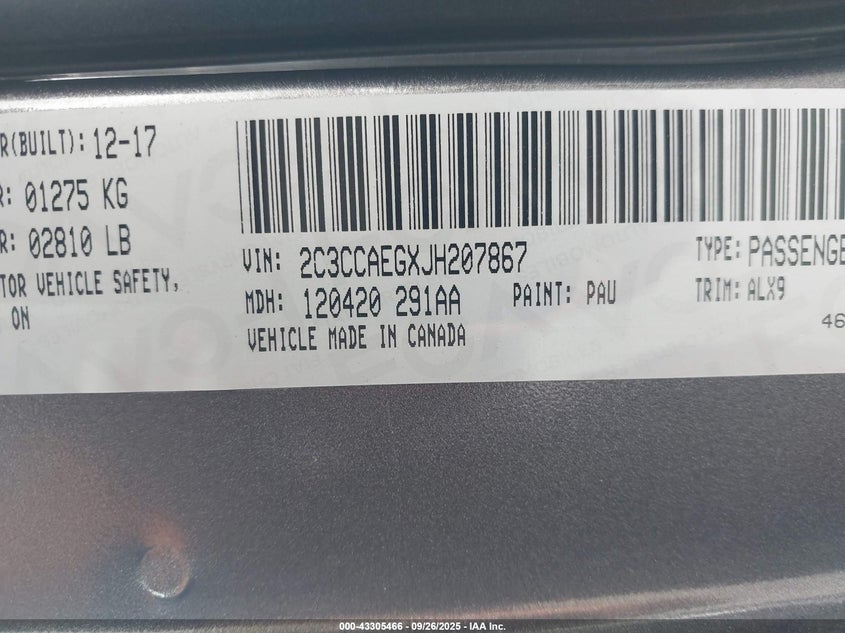 R(BUILT): 12-17
R: 01275 KG
R: 02810 LB
TOR VEHICLE SAFETY,
ON
VIN: 2C3CCAEGXJH207867
TYPE: PASSENGE
MDH: 120420 291AA
PAINT: PAU
TRIM: ALX9
VEHICLE MADE IN CANADA
46
000-43305466 - 09/26/2025 - IAA Inc.